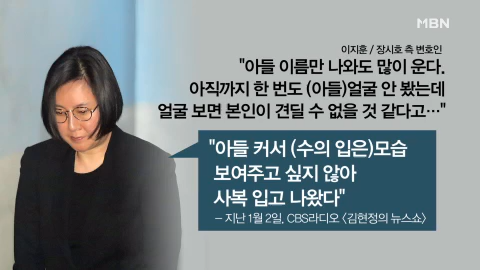 MBN
이지훈 / 장시호 측 변호인
"아들 이름만 나와도 많이 운다.
아직까지 한 번도 (아들)얼굴 안 봤는데
얼굴 보면 본인이 견딜 수 없을 것 같다고…"
"아들 커서 (수의 입은)모습
보여주고 싶지 않아
사복 입고 나왔다"
– 지난 1월 2일, CBS라디오 <김현정의 뉴스쇼>